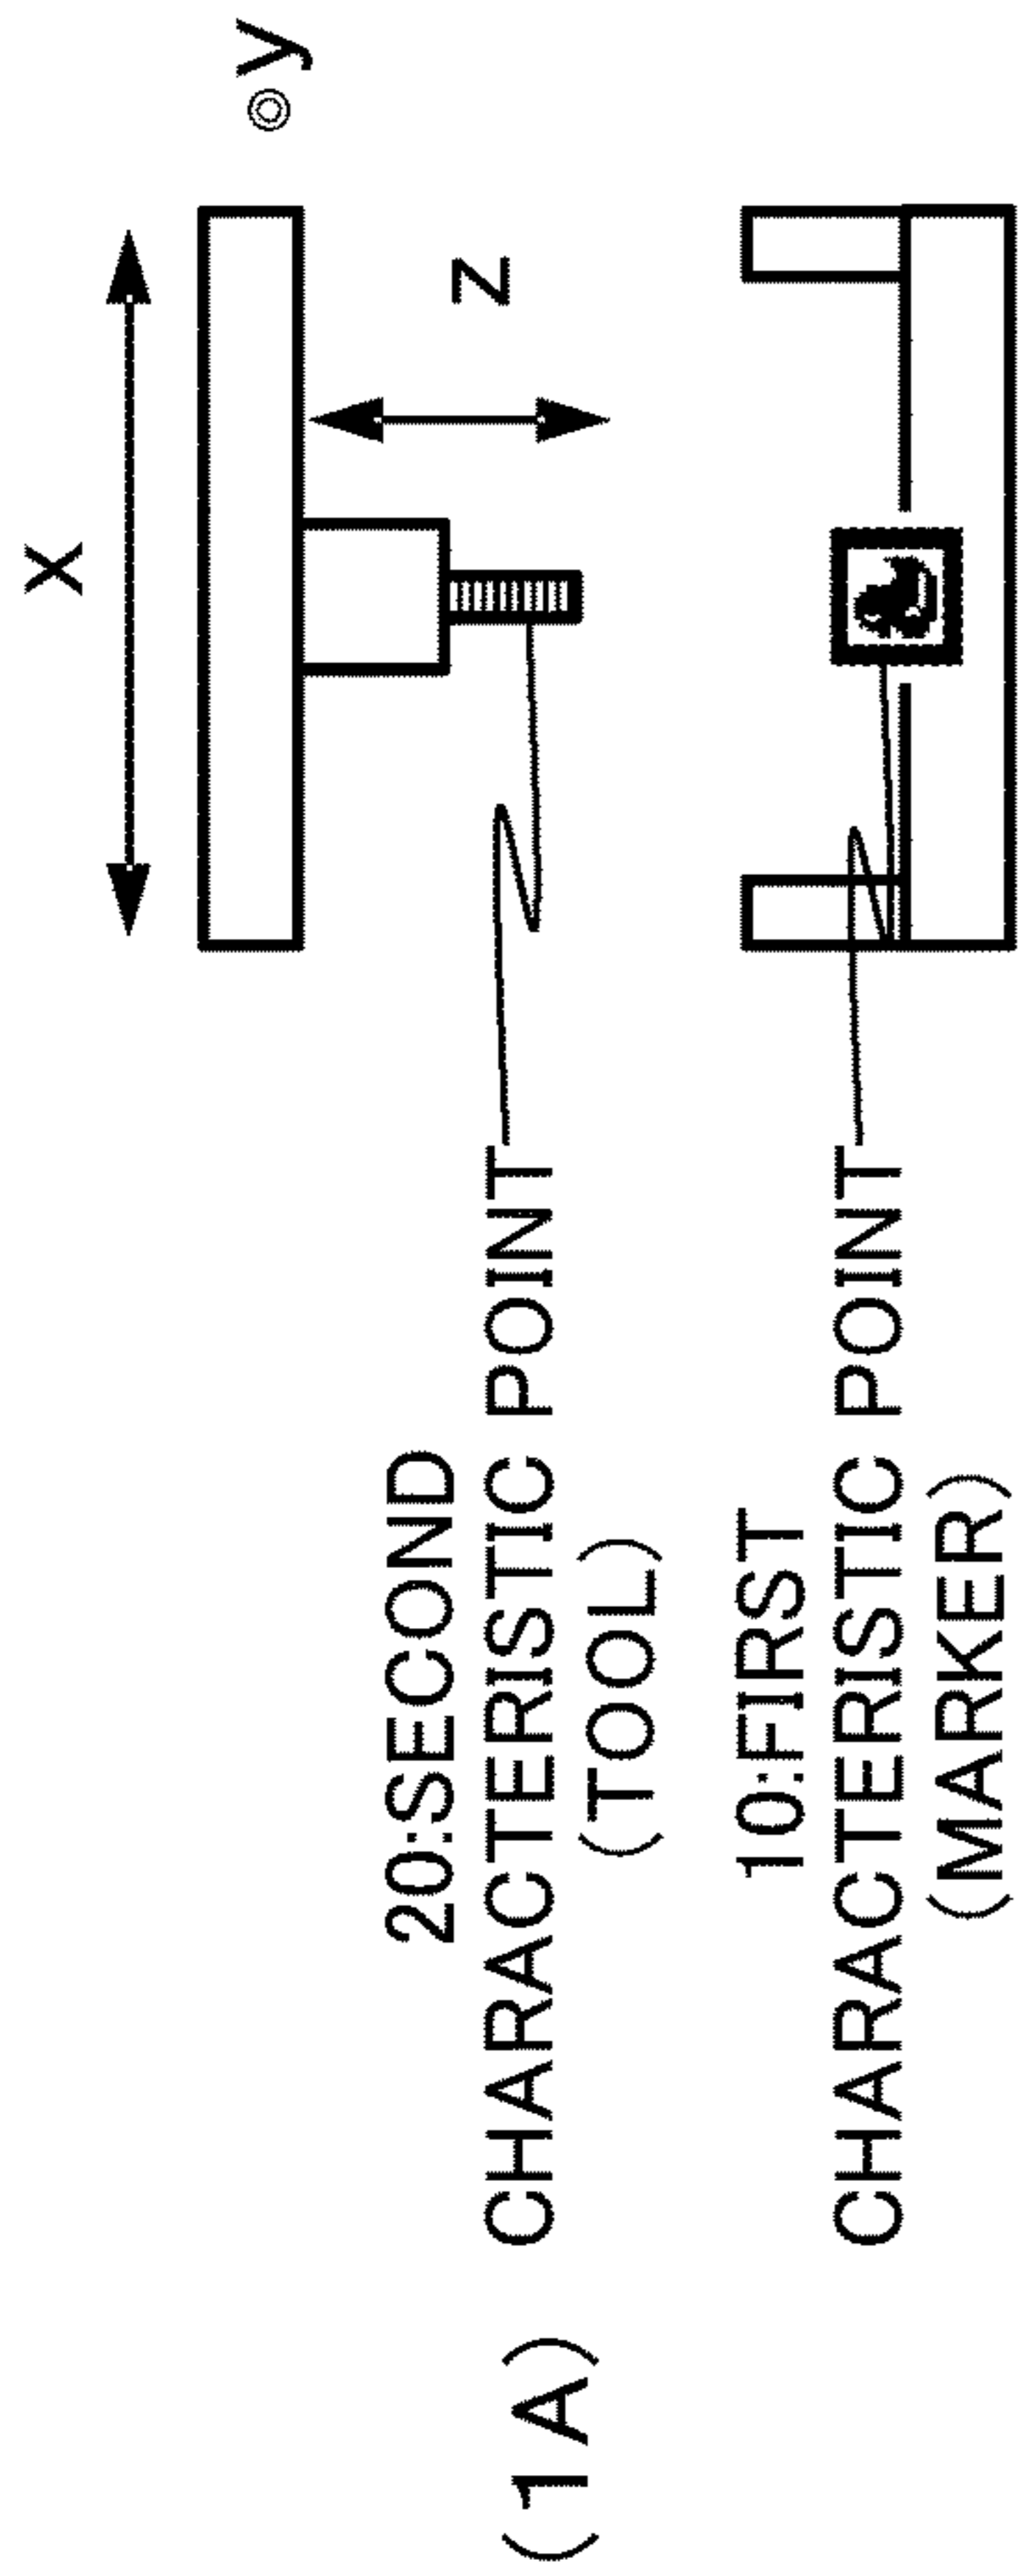 (1A)
20:SECOND
CHARACTERISTIC POINT
(TOOL)
10:FIRST
CHARACTERISTIC POINT
(MARKER)
X
Z
y